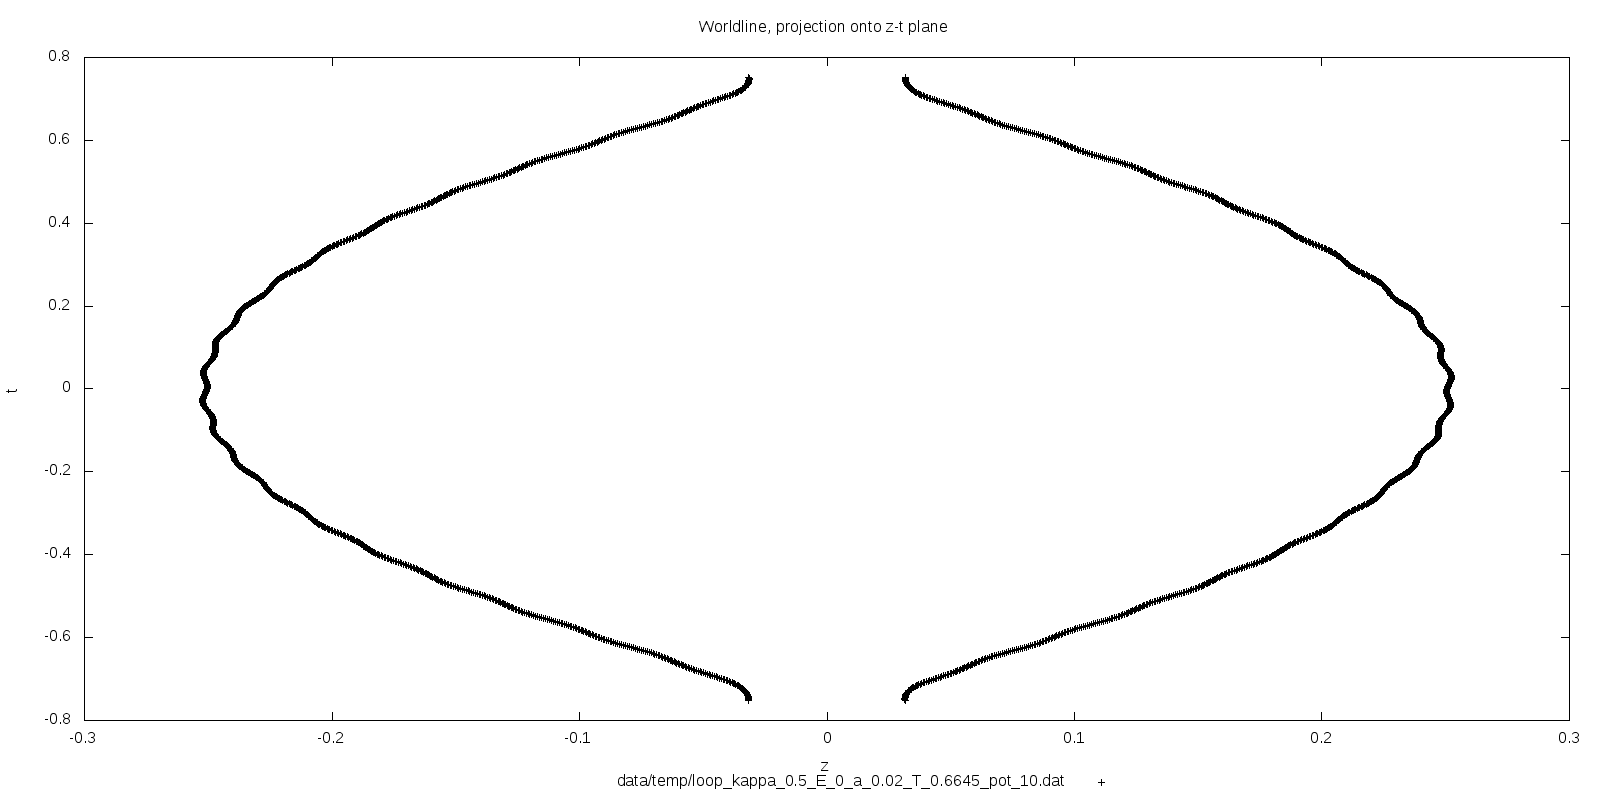 Worldline, projection onto z-t plane
0.8
0.6
0.4
0.2
0
-0.2
-0.4
-0.6
-0.8
t
-0.3 -0.2 -0.1 0 0.1 0.2 0.3
z
data/temp/loop_kappa_0.5_E_0_a_0.02_T_0.6645_pot_10.dat +